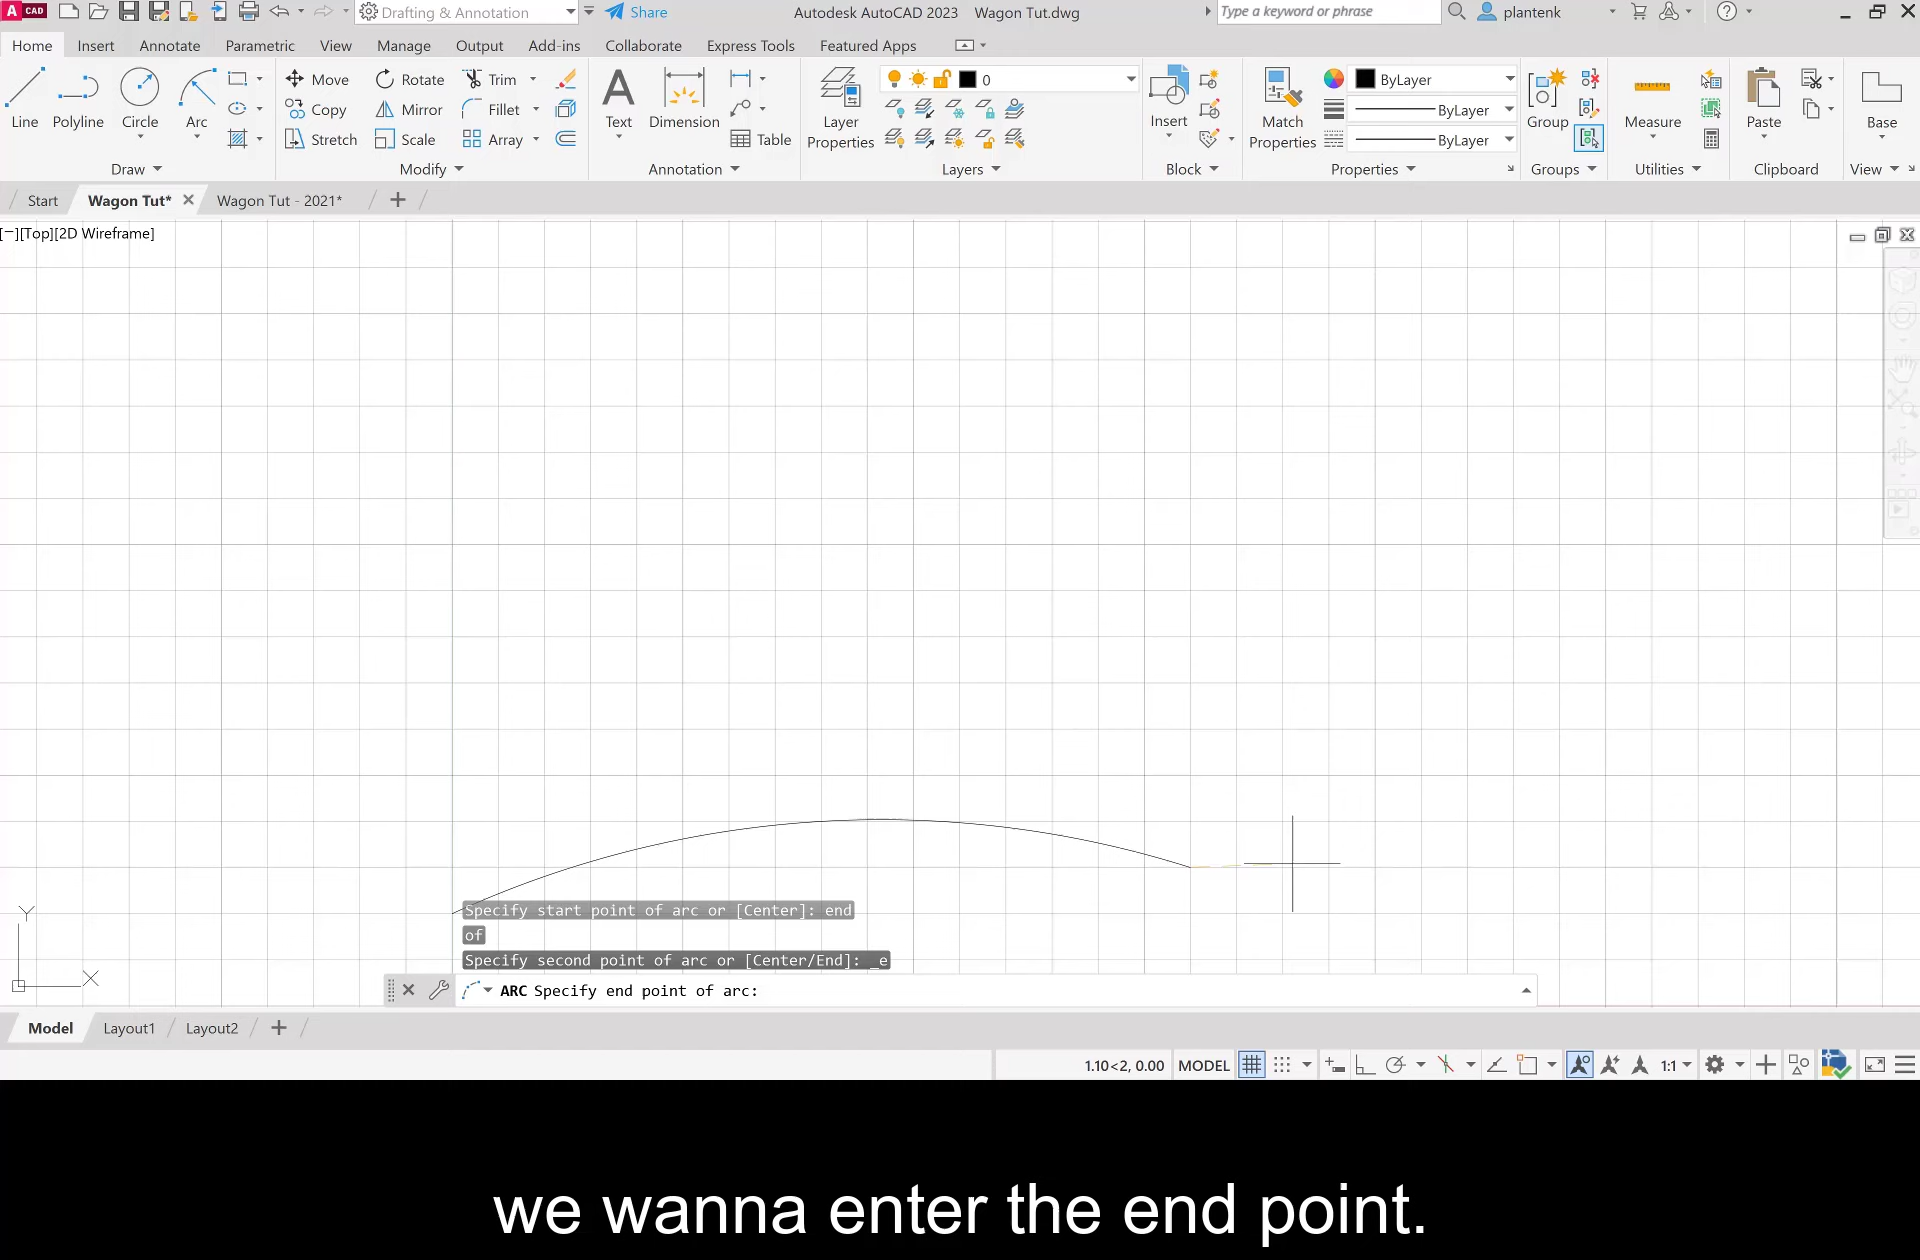 A CAD Drafting & Annotation Share Autodesk AutoCAD 2023 Wagon Tut.dwg Type a keyword or phrase plantenk
Home Insert Annotate Parametric View Manage Output Add-ins Collaborate Express Tools Featured Apps
Move Rotate Trim 0 ByLayer
Copy Mirror Fillet ByLayer
Line Polyline Circle Arc Text Dimension Layer Insert Match Group Measure Paste Base
Stretch Scale Array Table Properties Properties ByLayer
Draw Modify Annotation Layers Block Properties Groups Utilities Clipboard View
Start Wagon Tut* Wagon Tut - 2021*
[−][Top][2D Wireframe]
Y
X
Specify start point of arc or [Center]: end
of
Specify second point of arc or [Center/End]: _e
ARC Specify end point of arc:
Model Layout1 Layout2
1.10<2, 0.00 MODEL 1:1
we wanna enter the end point.